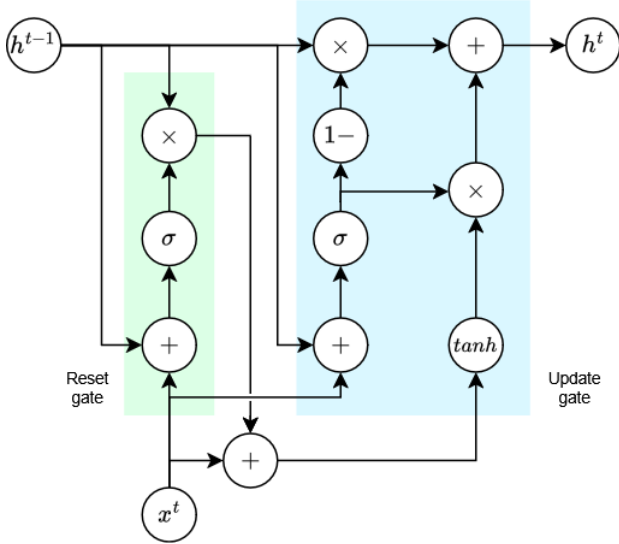 h^{t-1}
×
+
h^t
×
1−
×
σ
σ
+
+
tanh
Reset
gate
Update
gate
+
x^t